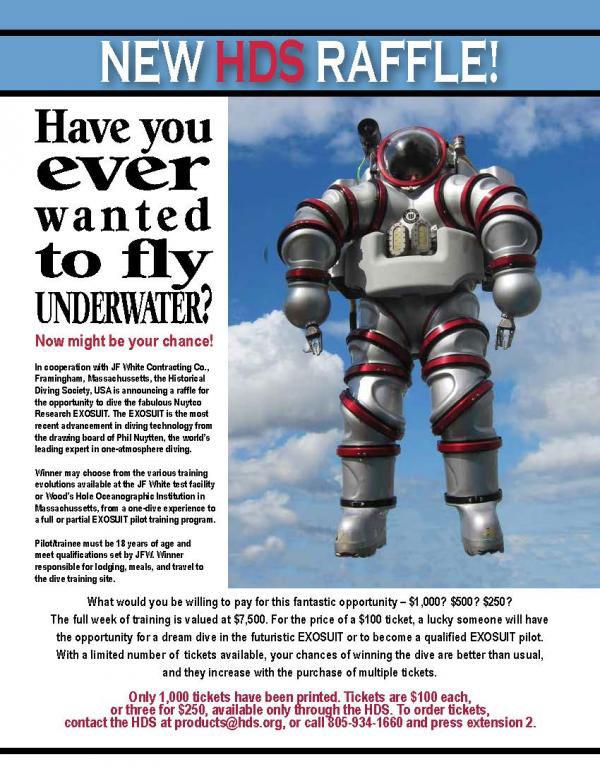 NEW HDS RAFFLE!
Have you
ever
wanted
to fly
UNDERWATER?
Now might be your chance!
In cooperation with JF White Contracting Co.,
Framingham, Massachusetts, the Historical
Diving Society, USA is announcing a raffle for
the opportunity to dive the fabulous Nuytco
Research EXOSUIT. The EXOSUIT is the most
recent advancement in diving technology from
the drawing board of Phil Nuytten, the world's
leading expert in one-atmosphere diving.
Winner may choose from the various training
evolutions available at the JF White test facility
or Wood's Hole Oceanographic Institution in
Massachusetts, from a one-dive experience to
a full or partial EXOSUIT pilot training program.
Pilot/trainee must be 18 years of age and
meet qualifications set by JFW. Winner
responsible for lodging, meals, and travel to
the dive training site.
What would you be willing to pay for this fantastic opportunity – $1,000? $500? $250?
The full week of training is valued at $7,500. For the price of a $100 ticket, a lucky someone will have
the opportunity for a dream dive in the futuristic EXOSUIT or to become a qualified EXOSUIT pilot.
With a limited number of tickets available, your chances of winning the dive are better than usual,
and they increase with the purchase of multiple tickets.
Only 1,000 tickets have been printed. Tickets are $100 each,
or three for $250, available only through the HDS. To order tickets,
contact the HDS at products@hds.org, or call 805-934-1660 and press extension 2.